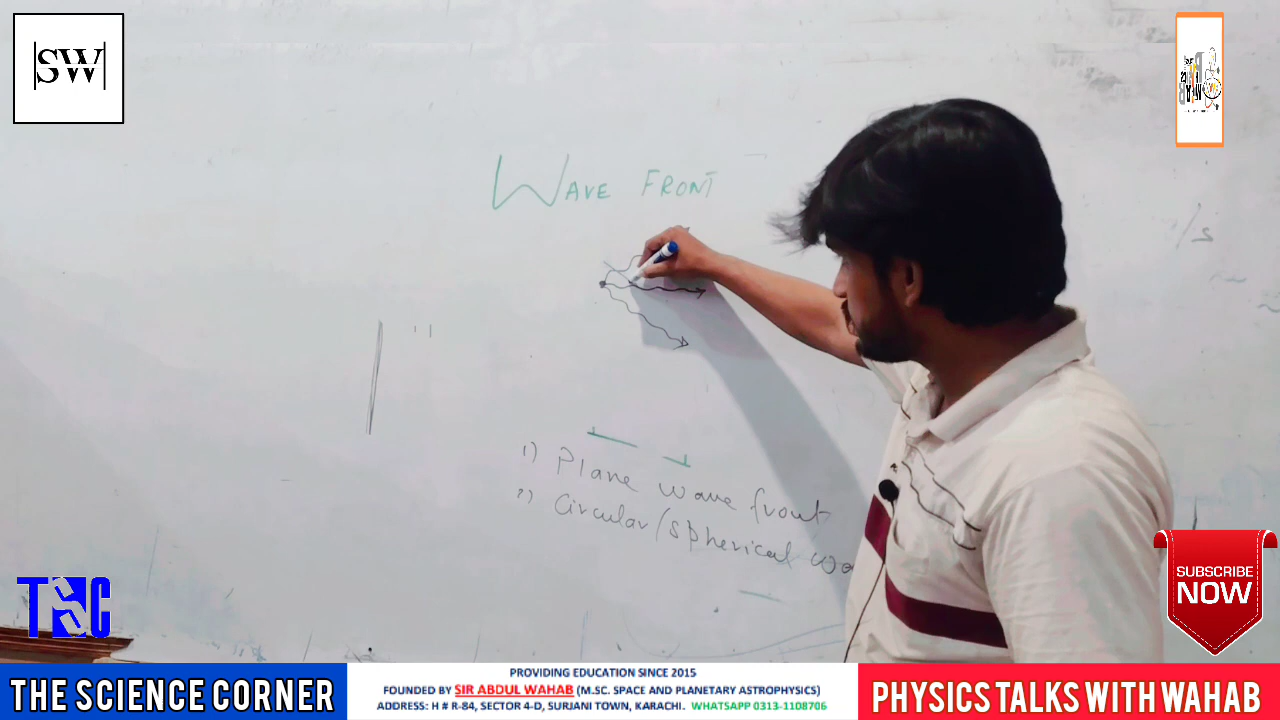 |SW|
WAVE FRONT
1) Plane wave front
2) Circular/spherical wa
SUBSCRIBE
NOW
TSC
THE SCIENCE CORNER
PROVIDING EDUCATION SINCE 2015
FOUNDED BY SIR ABDUL WAHAB (M.SC. SPACE AND PLANETARY ASTROPHYSICS)
ADDRESS: H # R-84, SECTOR 4-D, SURJANI TOWN, KARACHI. WHATSAPP 0313-1108706
PHYSICS TALKS WITH WAHAB